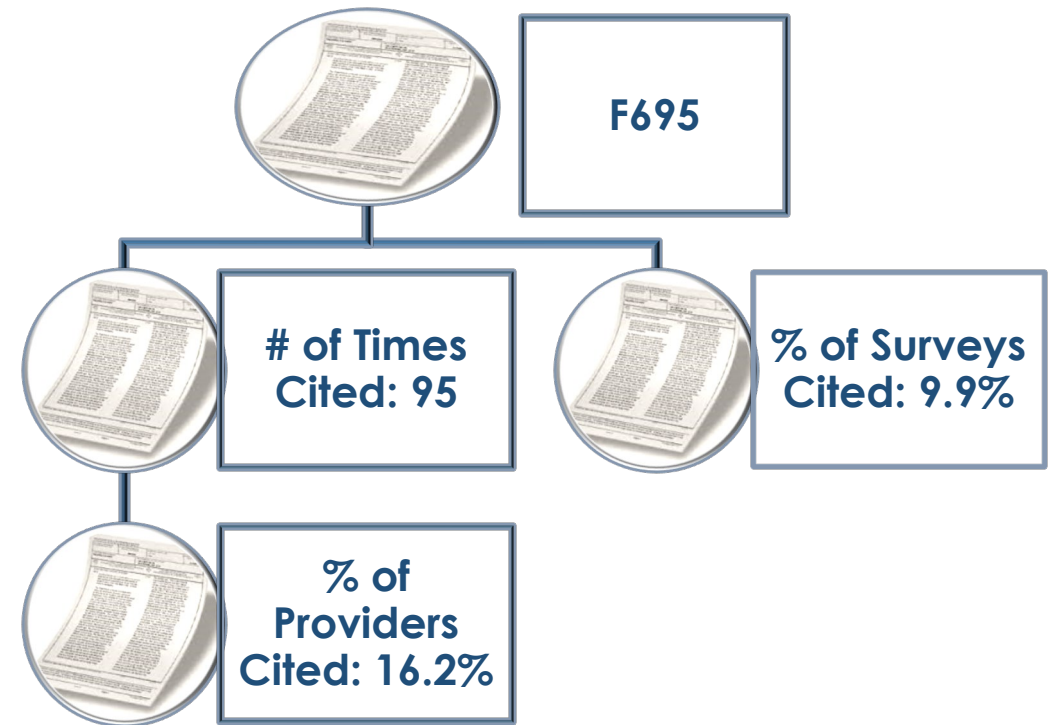 F695
# of Times
Cited: 95
% of Surveys
Cited: 9.9%
% of
Providers
Cited: 16.2%